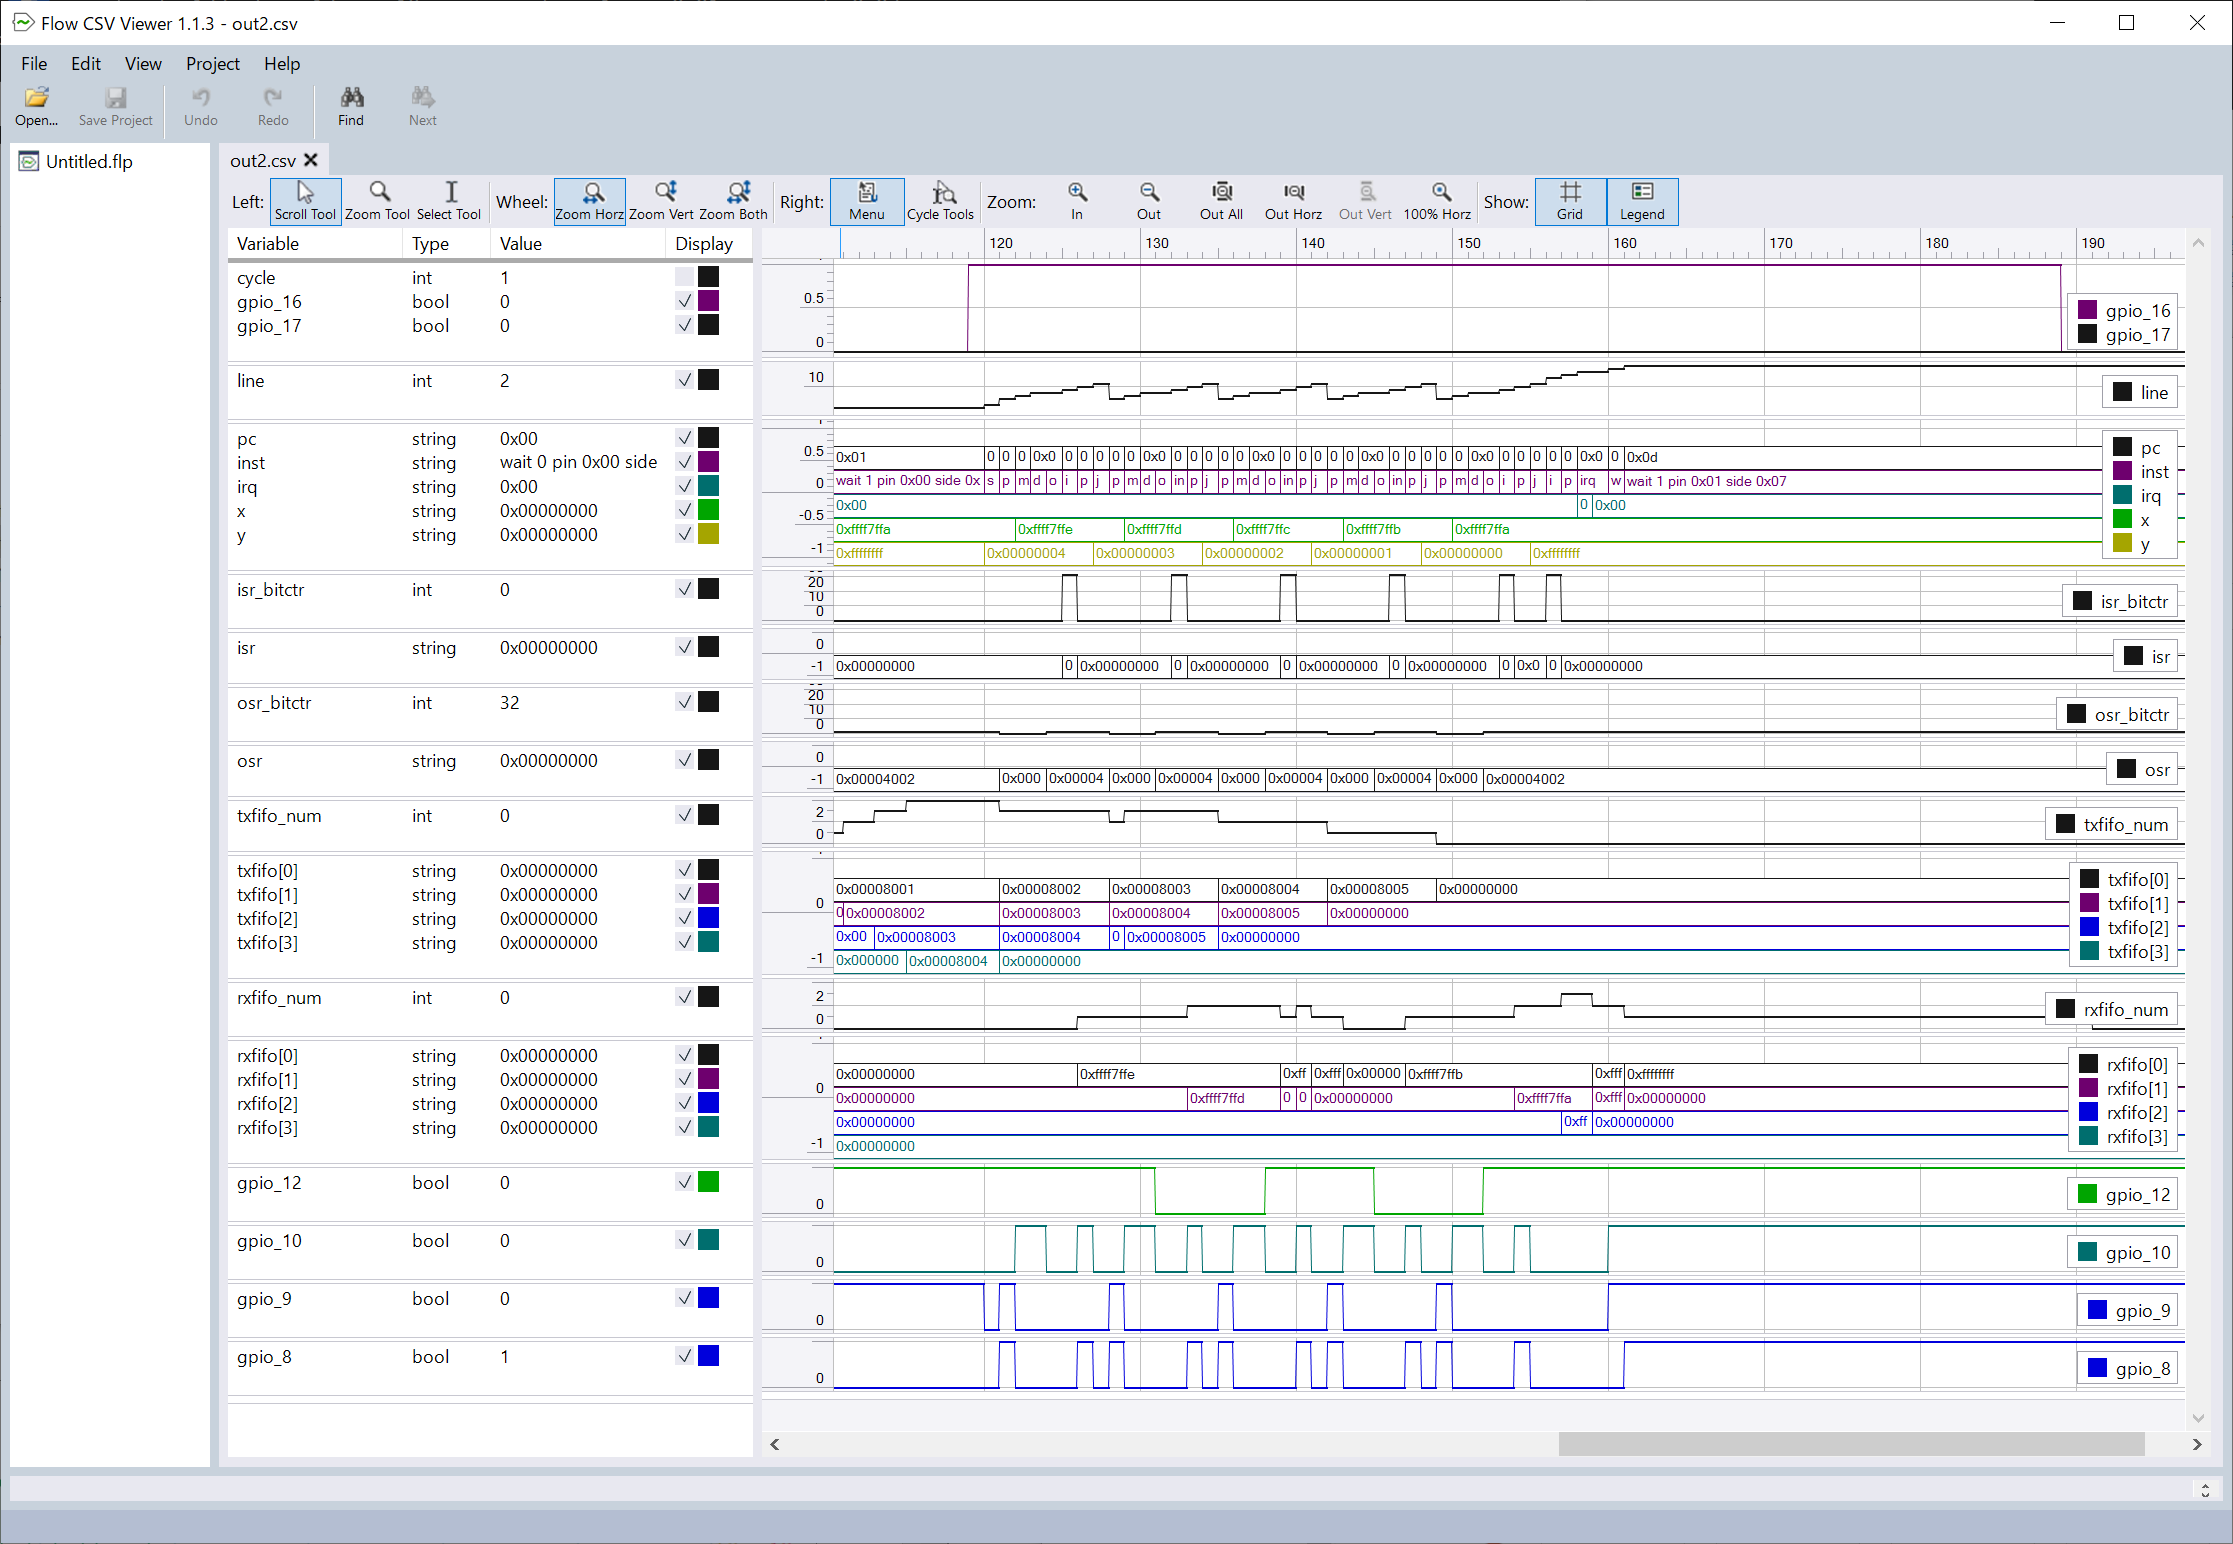 Flow CSV Viewer 1.1.3 - out2.csv
File Edit View Project Help
Open... Save Project Undo Redo Find Next
Untitled.flp
out2.csv
Left: Scroll Tool Zoom Tool Select Tool Wheel: Zoom Horz Zoom Vert Zoom Both Right: Menu Cycle Tools Zoom: In Out Out All Out Horz Out Vert 100% Horz Show: Grid Legend
Variable Type Value Display
120 130 140 150 160 170 180 190
cycle int 1
gpio_16 bool 0
gpio_17 bool 0
0.5
0
gpio_16
gpio_17
line int 2
10
line
pc string 0x00
inst string wait 0 pin 0x00 side
irq string 0x00
x string 0x00000000
y string 0x00000000
0.5
0
-0.5
-1
0x01 0 0 0 0x0 0 0 0 0 0 0x0 0 0 0 0 0 0x0 0 0 0 0 0 0x0 0 0 0 0 0 0x0 0 0 0 0 0 0x0 0 0x0d
wait 1 pin 0x00 side 0x s p m d o i p j p m d o in p j p m d o in p j p m d o in p j p m d o i p j i p irq w wait 1 pin 0x01 side 0x07
0x00 0 0x00
0xffff7ffa 0xffff7ffe 0xffff7ffd 0xffff7ffc 0xffff7ffb 0xffff7ffa
0xffffffff 0x00000004 0x00000003 0x00000002 0x00000001 0x00000000 0xffffffff
pc
inst
irq
x
y
isr_bitctr int 0
20
10
0
isr_bitctr
isr string 0x00000000
0
-1
0x00000000 0 0x00000000 0 0x00000000 0 0x00000000 0 0x00000000 0 0x0 0 0x00000000
isr
osr_bitctr int 32
20
10
0
osr_bitctr
osr string 0x00000000
0
-1
0x00004002 0x000 0x00004 0x000 0x00004 0x000 0x00004 0x000 0x00004 0x000 0x00004002
osr
txfifo_num int 0
2
0
txfifo_num
txfifo[0] string 0x00000000
txfifo[1] string 0x00000000
txfifo[2] string 0x00000000
txfifo[3] string 0x00000000
0
-1
0x00008001 0x00008002 0x00008003 0x00008004 0x00008005 0x00000000
0 0x00008002 0x00008003 0x00008004 0x00008005 0x00000000
0x00 0x00008003 0x00008004 0 0x00008005 0x00000000
0x000000 0x00008004 0x00000000
txfifo[0]
txfifo[1]
txfifo[2]
txfifo[3]
rxfifo_num int 0
2
0
rxfifo_num
rxfifo[0] string 0x00000000
rxfifo[1] string 0x00000000
rxfifo[2] string 0x00000000
rxfifo[3] string 0x00000000
0
-1
0x00000000 0xffff7ffe 0xff 0xfff 0x00000 0xffff7ffb 0xfff 0xffffffff
0x00000000 0xffff7ffd 0 0 0x00000000 0xffff7ffa 0xfff 0x00000000
0x00000000 0xff 0x00000000
0x00000000
rxfifo[0]
rxfifo[1]
rxfifo[2]
rxfifo[3]
gpio_12 bool 0
0
gpio_12
gpio_10 bool 0
0
gpio_10
gpio_9 bool 0
0
gpio_9
gpio_8 bool 1
0
gpio_8